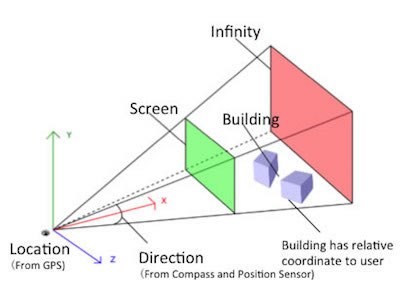 Infinity
Screen
Building
Y
X
Z
Location
(From GPS)
Direction
(From Compass and Position Sensor)
Building has relative
coordinate to user